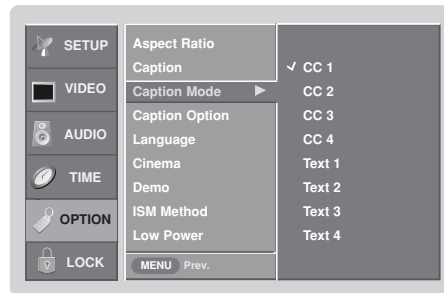 SETUP
VIDEO
AUDIO
TIME
OPTION
LOCK
Aspect Ratio
Caption
Caption Mode
Caption Option
Language
Cinema
Demo
ISM Method
Low Power
MENU Prev.
CC 1
CC 2
CC 3
CC 4
Text 1
Text 2
Text 3
Text 4